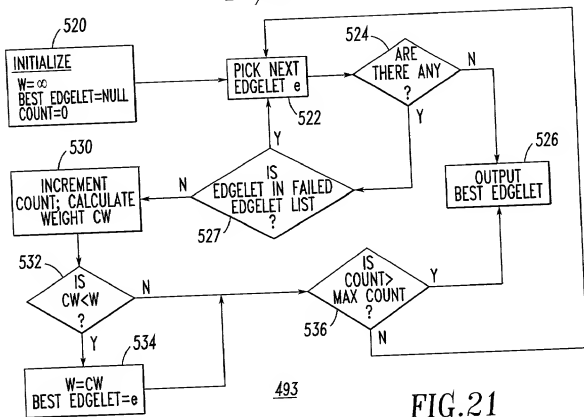 520
INITIALIZE
W=∞
BEST EDGELET=NULL
COUNT=0
PICK NEXT
EDGELET e
522
524
ARE
THERE ANY
?
N
Y
526
OUTPUT
BEST EDGELET
Y
IS
EDGELET IN FAILED
EDGELET LIST
?
527
N
530
INCREMENT
COUNT; CALCULATE
WEIGHT CW
532
IS
CW<W
?
N
Y
534
W=CW
BEST EDGELET=e
IS
COUNT>
MAX COUNT
?
536
Y
N
493
FIG.21